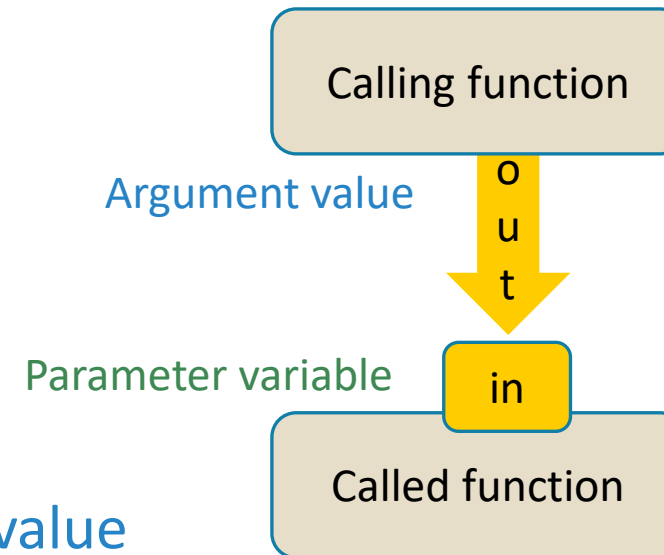 Calling function
Argument value
o
u
t
Parameter variable
in
Called function
value